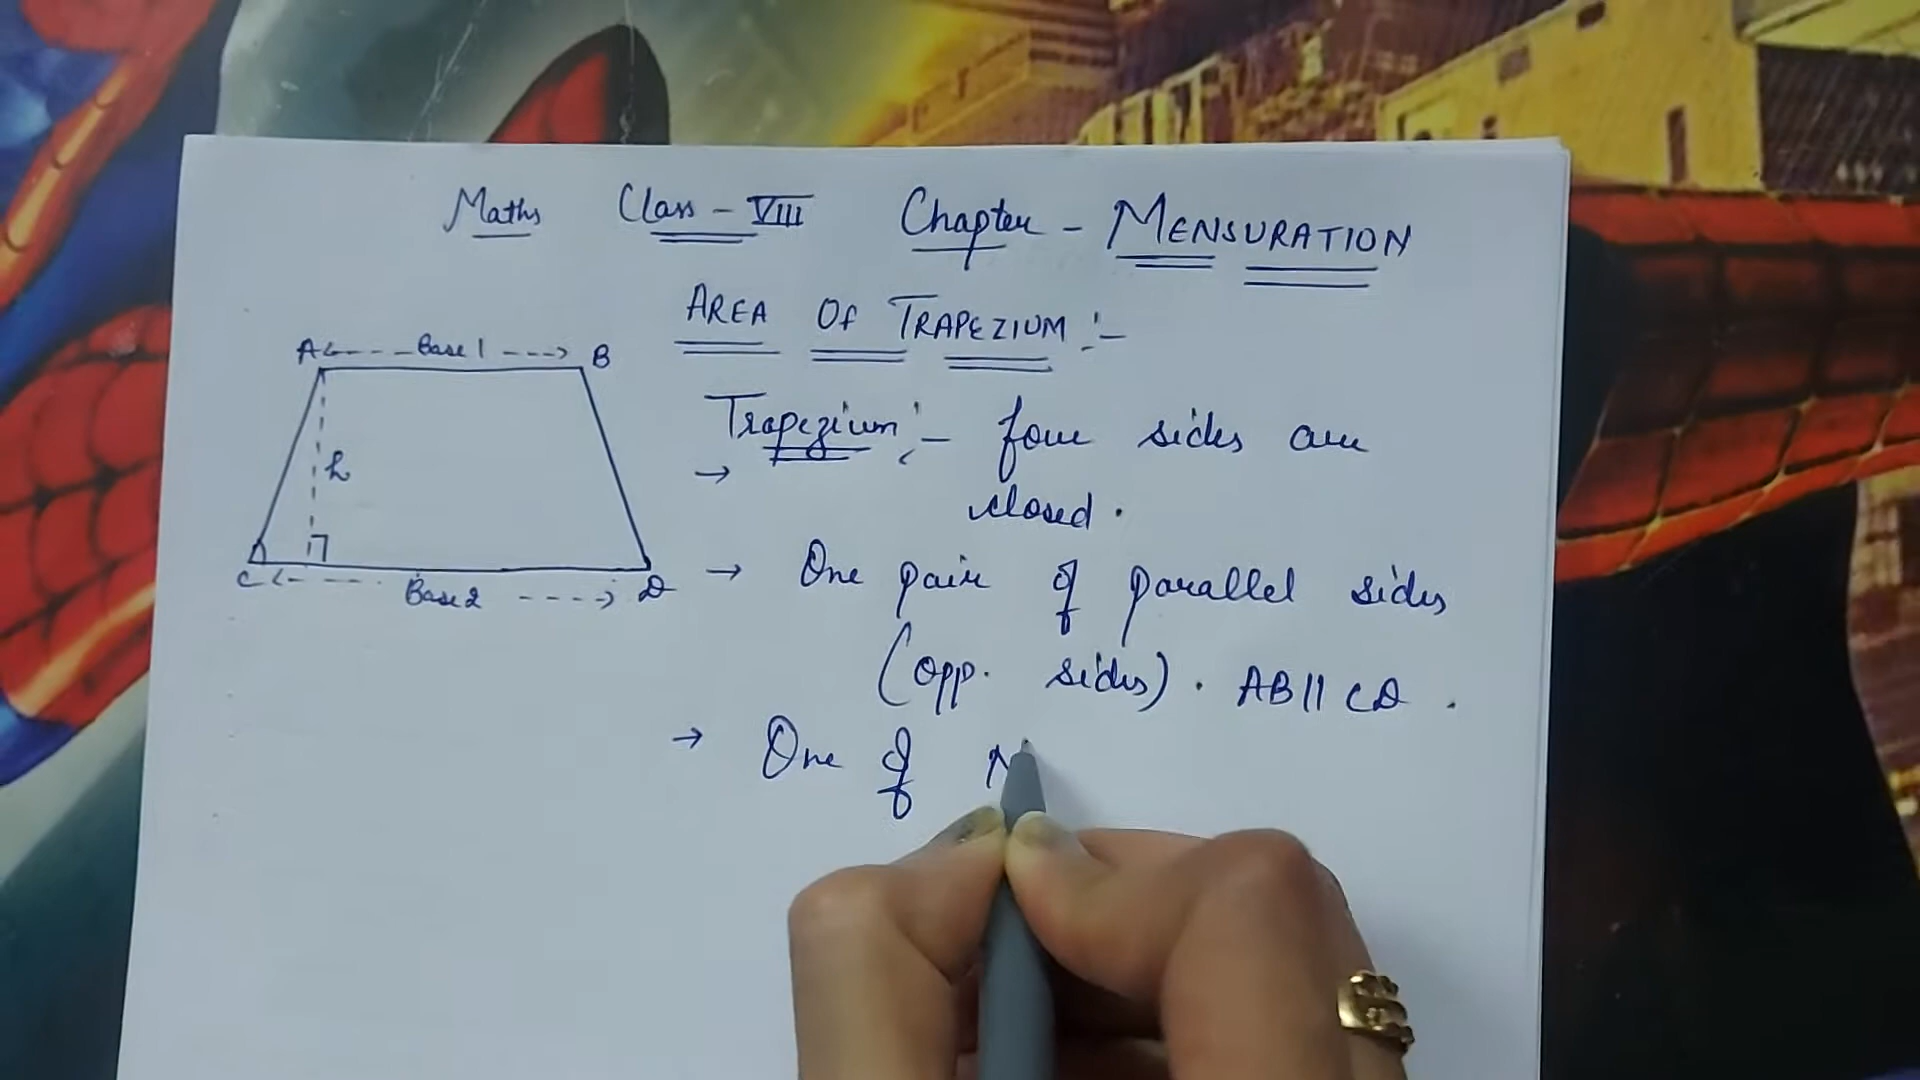 Maths Class - VIII Chapter - MENSURATION
AREA Of TRAPEZIUM :-
A <--- Base 1 ---> B
h
C <---- Base 2 ----> D
→ Trapezium :- four sides are
closed .
→ One pair of parallel sides
(opp. sides) . AB || CD .
→ One of N